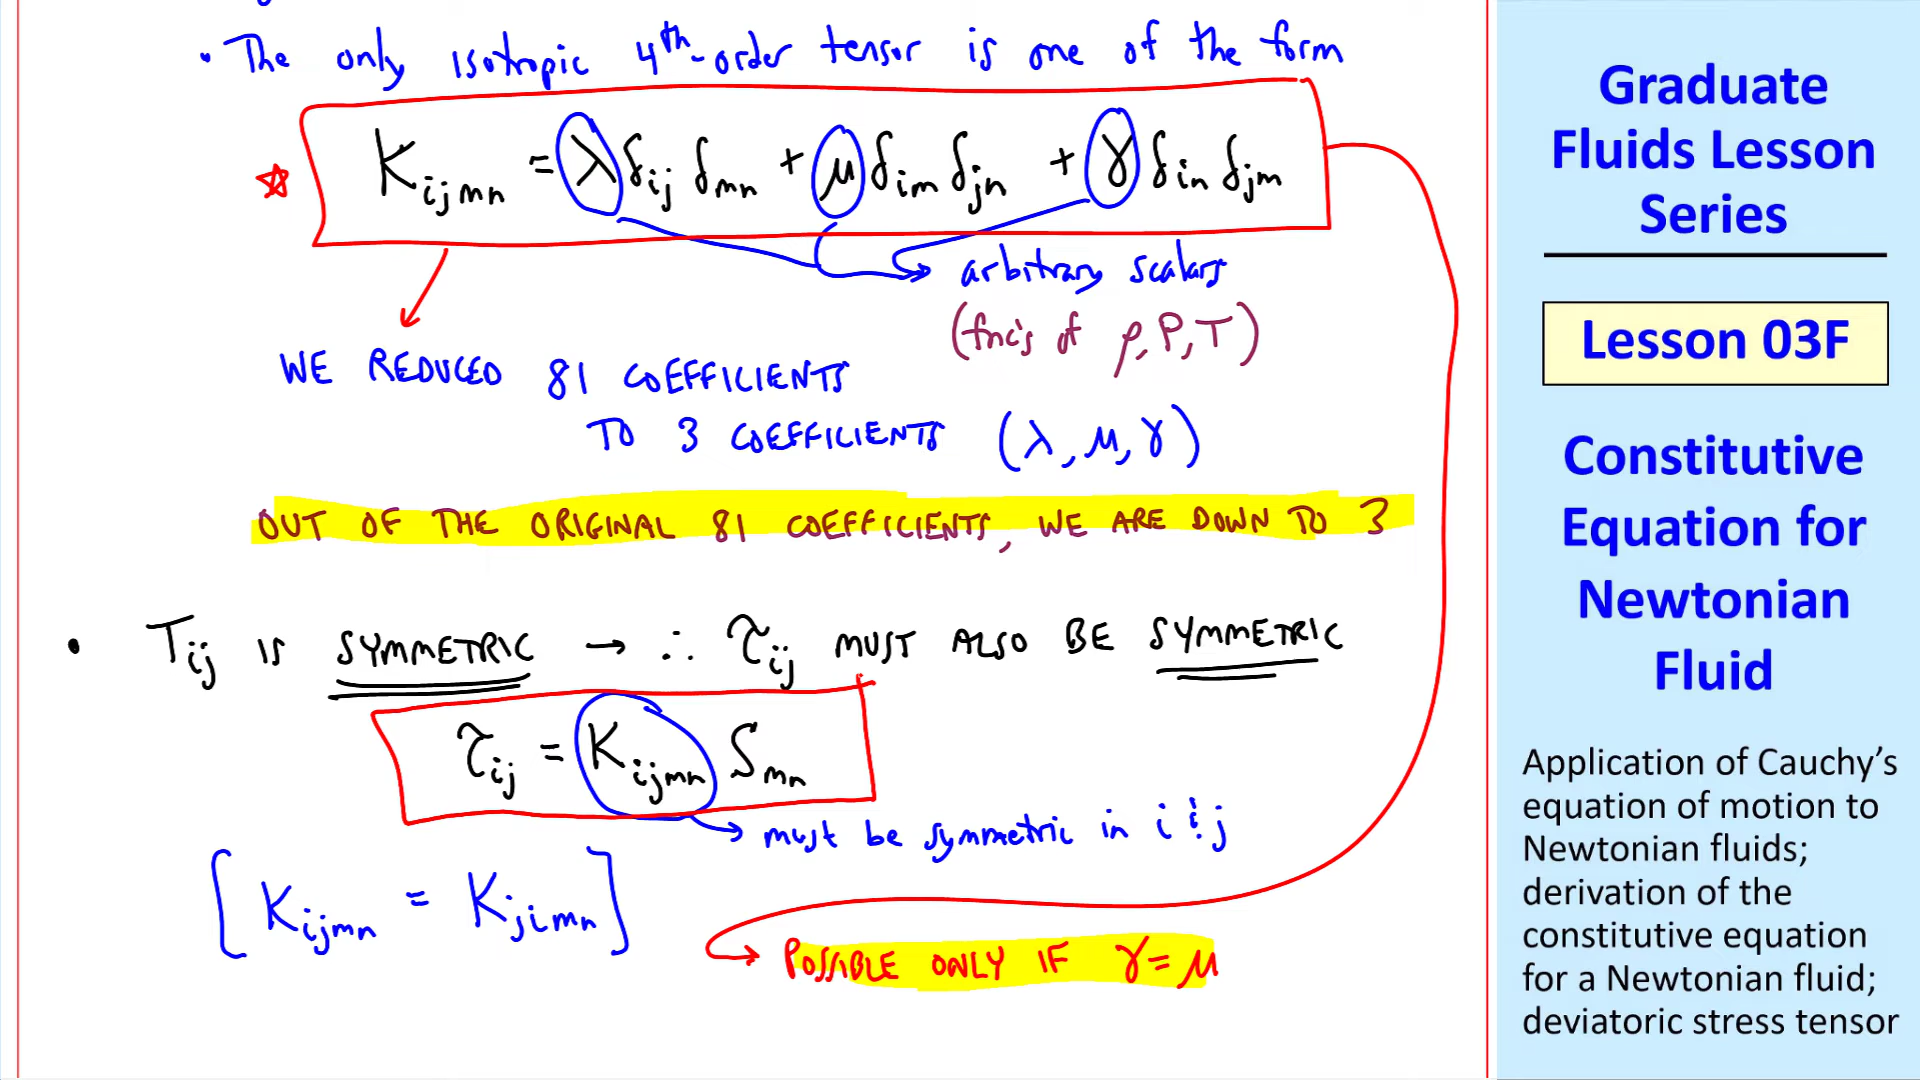 • The only isotropic 4th-order tensor is one of the form
☆ Kijmn = λ δij δmn + μ δim δjn + γ δin δjm
arbitrary scalars
(fnc's of ρ, P, T)
WE REDUCED 81 COEFFICIENTS
TO 3 COEFFICIENTS (λ, μ, γ)
OUT OF THE ORIGINAL 81 COEFFICIENTS, WE ARE DOWN TO 3
• Tij IS SYMMETRIC → ∴ τij MUST ALSO BE SYMMETRIC
τij = Kijmn Smn
must be symmetric in i & j
[Kijmn = Kjimn]
POSSIBLE ONLY IF γ = μ
Graduate
Fluids Lesson
Series
Lesson 03F
Constitutive
Equation for
Newtonian
Fluid
Application of Cauchy's
equation of motion to
Newtonian fluids;
derivation of the
constitutive equation
for a Newtonian fluid;
deviatoric stress tensor